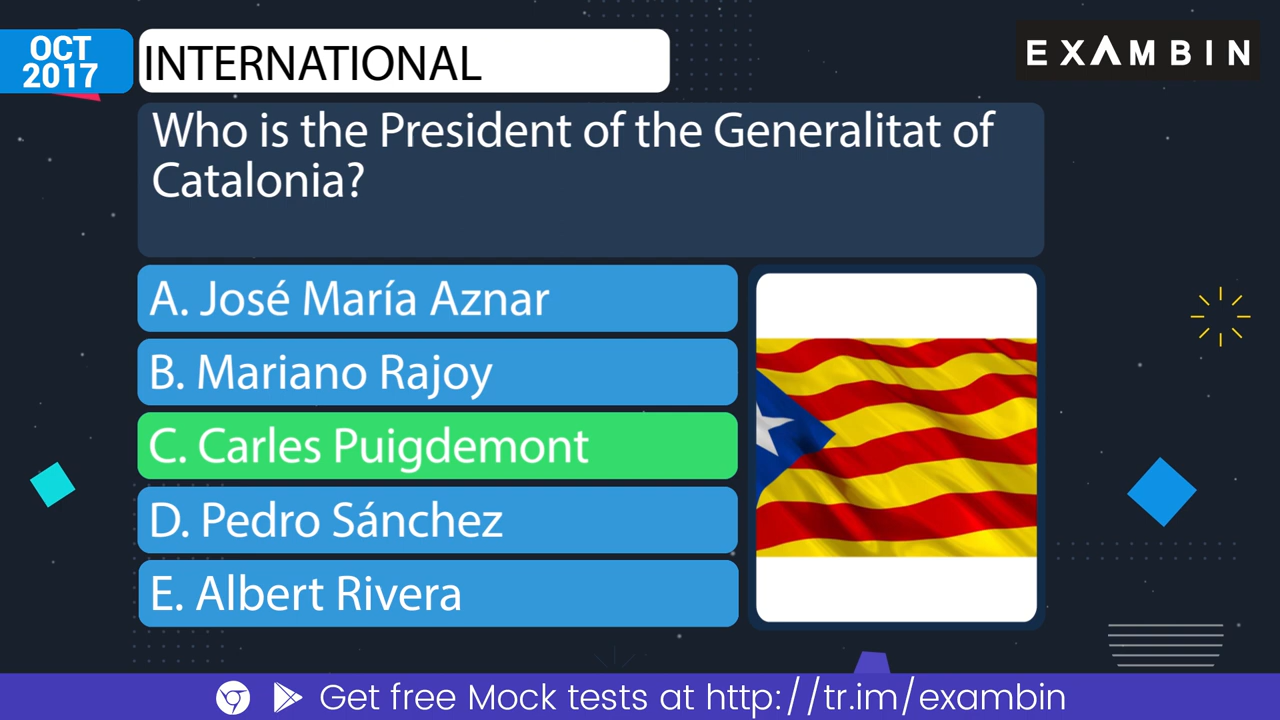 OCT
2017
INTERNATIONAL
EXAMBIN
Who is the President of the Generalitat of
Catalonia?
A. José María Aznar
B. Mariano Rajoy
C. Carles Puigdemont
D. Pedro Sánchez
E. Albert Rivera
Get free Mock tests at http://tr.im/exambin